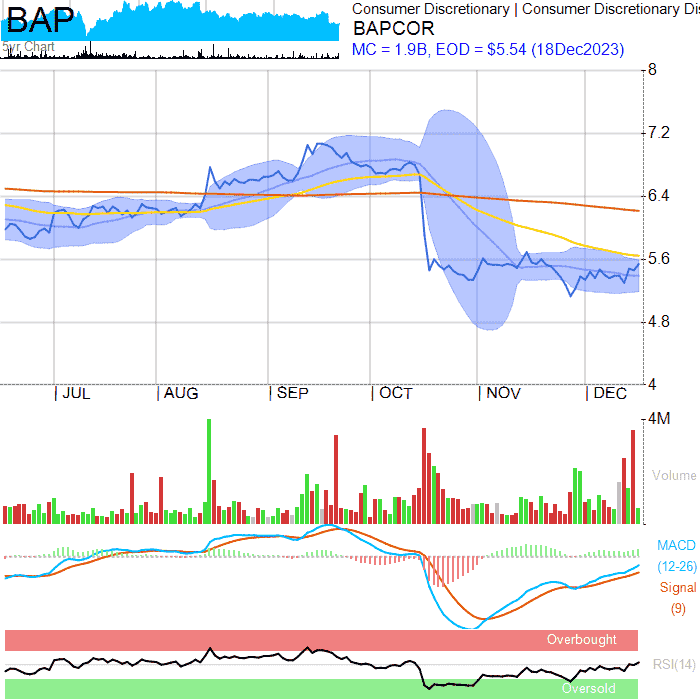 BAP
5yr Chart
Consumer Discretionary | Consumer Discretionary Dis
BAPCOR
MC = 1.9B, EOD = $5.54 (18Dec2023)
8
7.2
6.4
5.6
4.8
4
JUL AUG SEP OCT NOV DEC
4M
Volume
MACD
(12-26)
Signal
(9)
Overbought
RSI(14)
Oversold